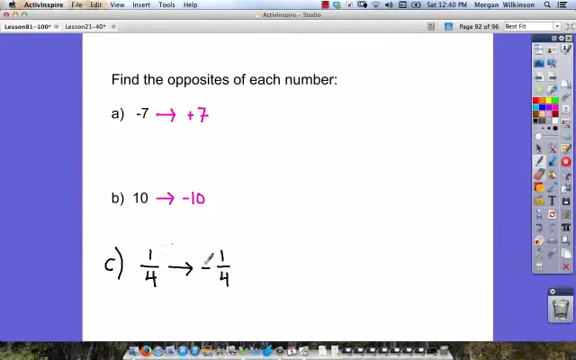 ActivInspire File Edit View Insert Tools Help Sat 12:40 PM Morgan Wilkinson
ActivInspire - Studio
Lesson81-100* Lesson21-40* Page 92 of 96 Best Fit
Find the opposites of each number:
a) -7 → +7
b) 10 → -10
c) 1/4 → - 1/4